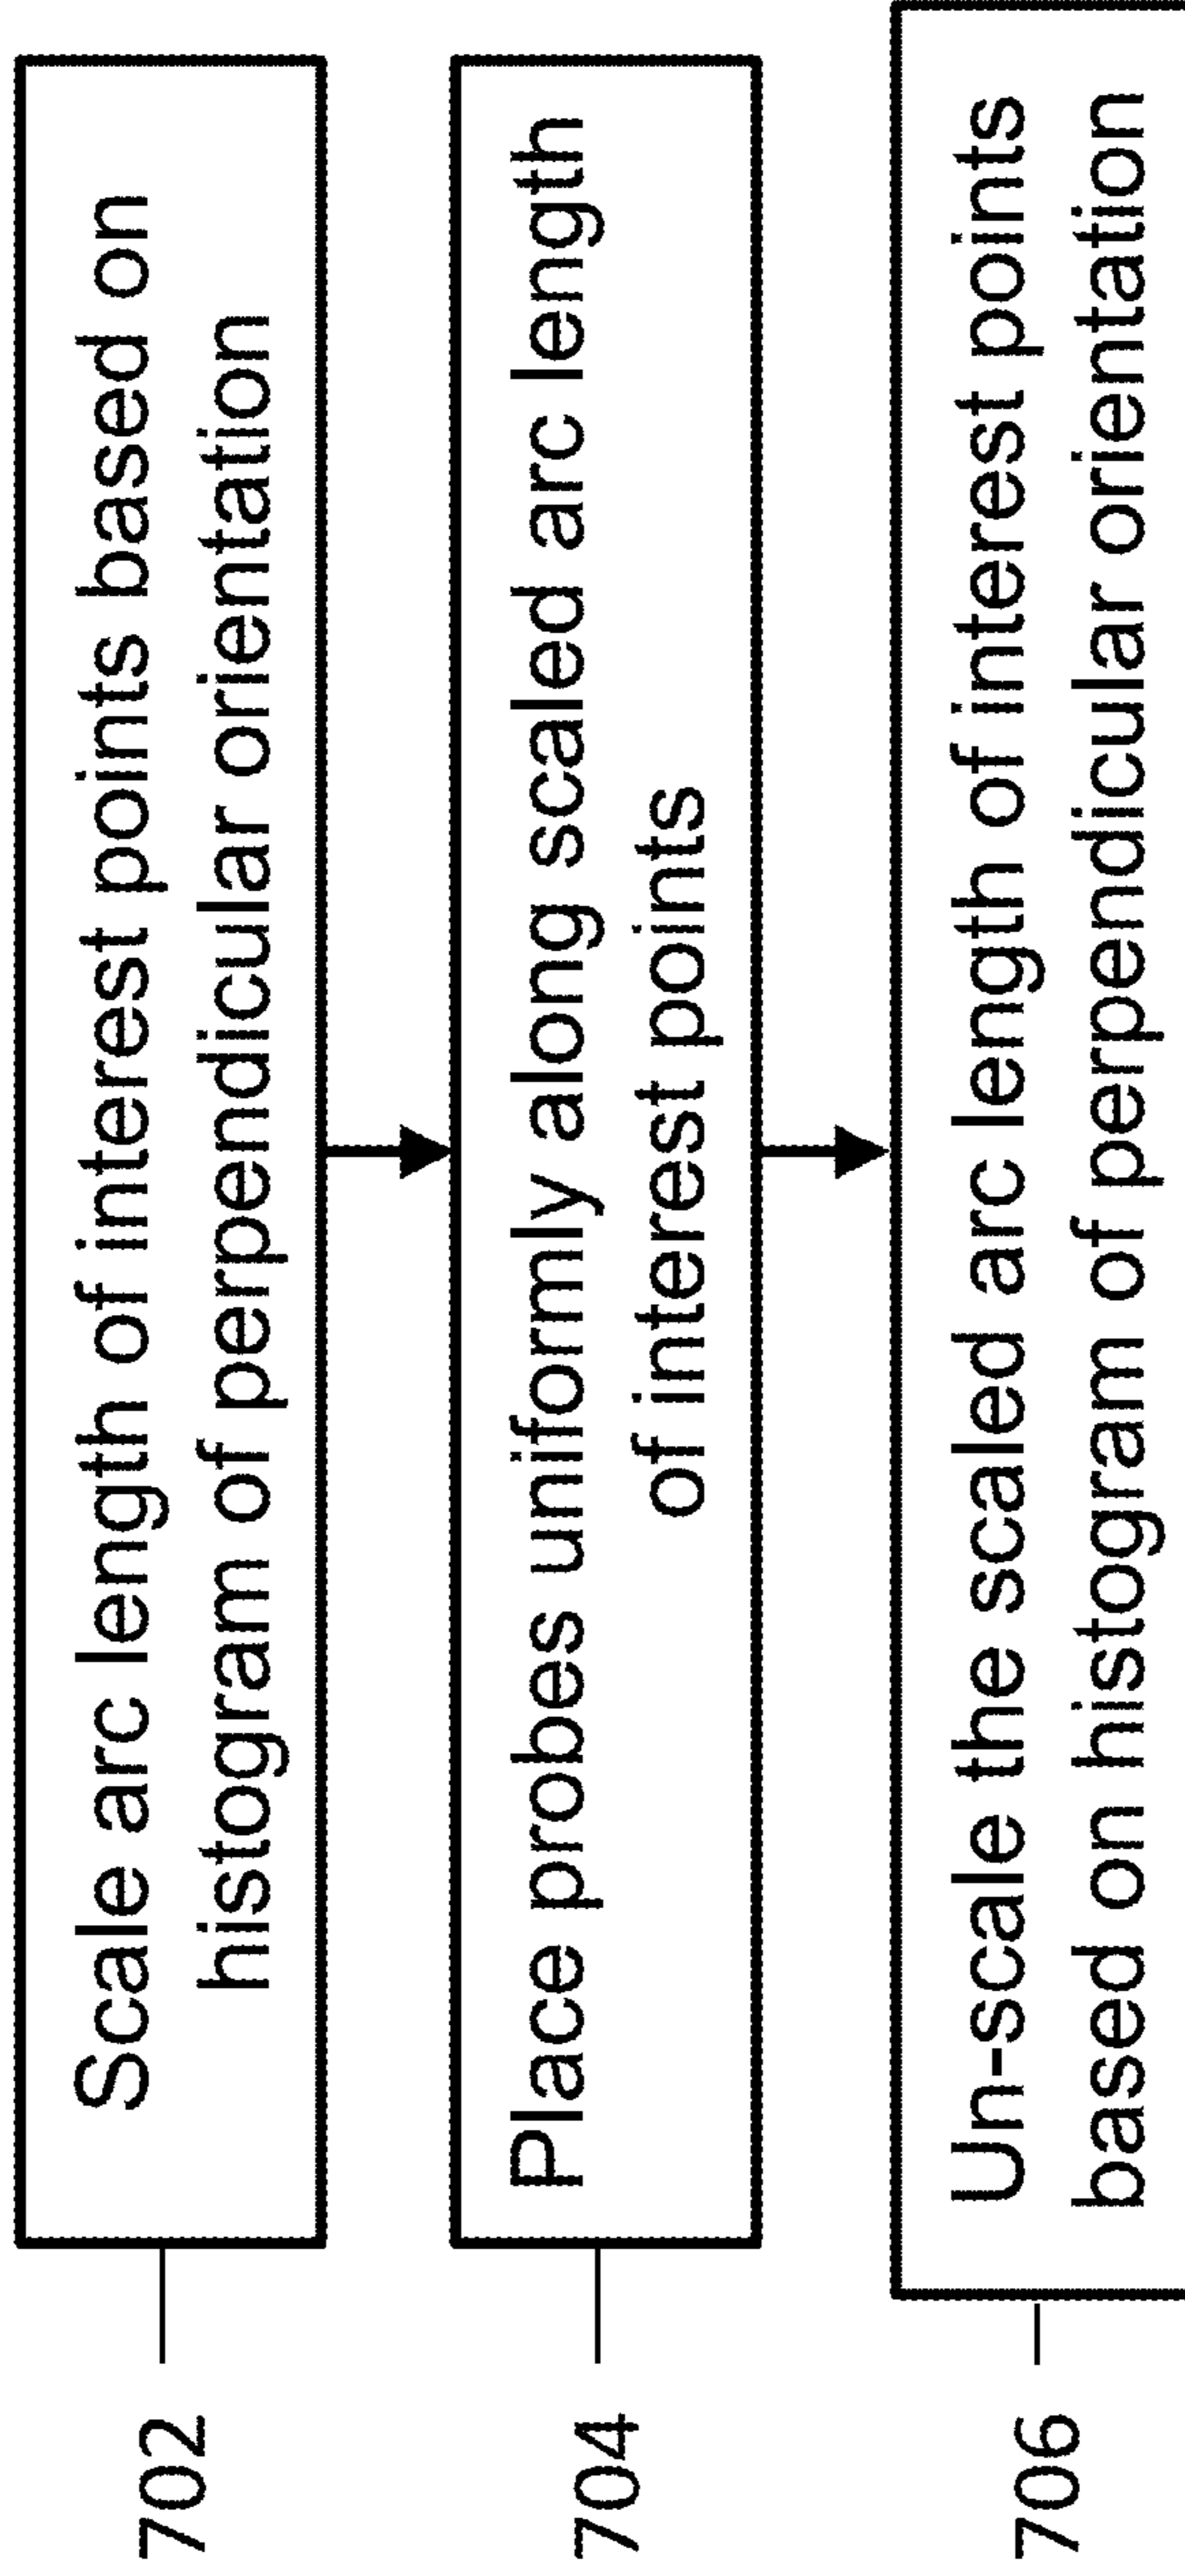 702
Scale arc length of interest points based on
histogram of perpendicular orientation
704
Place probes uniformly along scaled arc length
of interest points
706
Un-scale the scaled arc length of interest points
based on histogram of perpendicular orientation